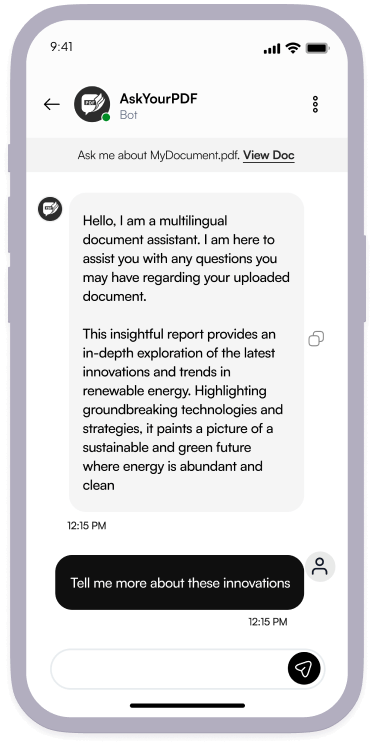 9:41
AskYourPDF
Bot
Ask me about MyDocument.pdf. View Doc
Hello, I am a multilingual
document assistant. I am here to
assist you with any questions you
may have regarding your uploaded
document.
This insightful report provides an
in-depth exploration of the latest
innovations and trends in
renewable energy. Highlighting
groundbreaking technologies and
strategies, it paints a picture of a
sustainable and green future
where energy is abundant and
clean
12:15 PM
Tell me more about these innovations
12:15 PM